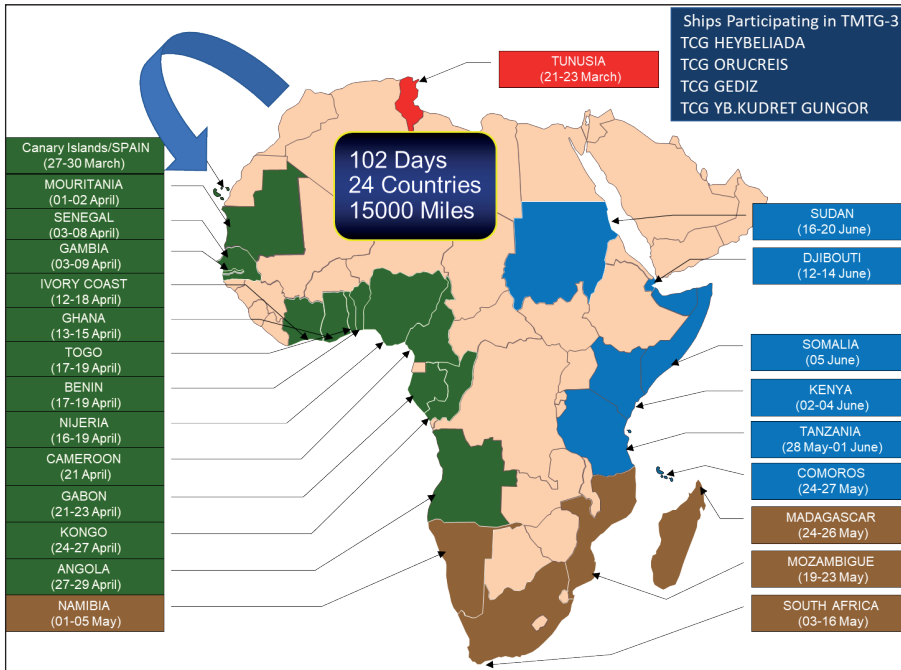 Ships Participating in TMTG-3
TCG HEYBELIADA
TCG ORUCREIS
TCG GEDIZ
TCG YB.KUDRET GUNGOR
TUNUSIA
(21-23 March)
102 Days
24 Countries
15000 Miles
Canary Islands/SPAIN
(27-30 March)
MOURITANIA
(01-02 April)
SENEGAL
(03-08 April)
GAMBIA
(03-09 April)
IVORY COAST
(12-18 April)
GHANA
(13-15 April)
TOGO
(17-19 April)
BENIN
(17-19 April)
NIJERIA
(16-19 April)
CAMEROON
(21 April)
GABON
(21-23 April)
KONGO
(24-27 April)
ANGOLA
(27-29 April)
NAMIBIA
(01-05 May)
SUDAN
(16-20 June)
DJIBOUTI
(12-14 June)
SOMALIA
(05 June)
KENYA
(02-04 June)
TANZANIA
(28 May-01 June)
COMOROS
(24-27 May)
MADAGASCAR
(24-26 May)
MOZAMBIGUE
(19-23 May)
SOUTH AFRICA
(03-16 May)